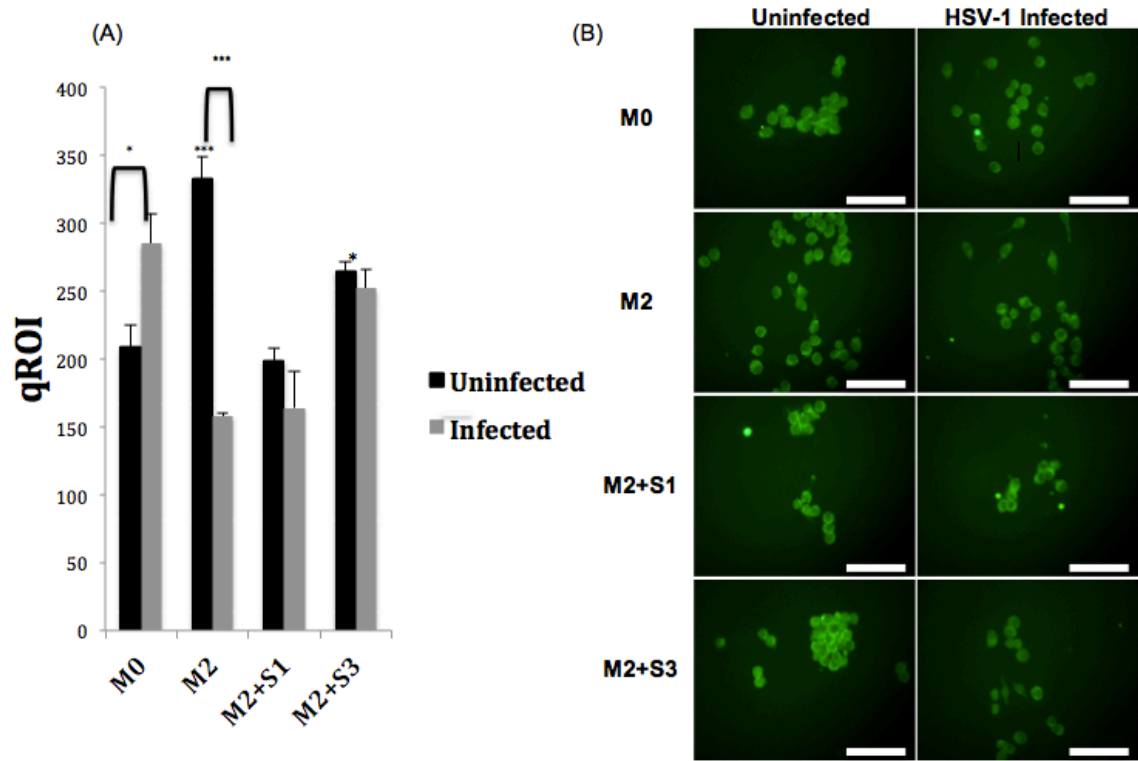 (A)
***
400
350
300
250
200
150
100
50
0
qROI
*
***
*
M0
M2
M2+S1
M2+S3
Uninfected
Infected
(B)
Uninfected HSV-1 Infected
M0
M2
M2+S1
M2+S3